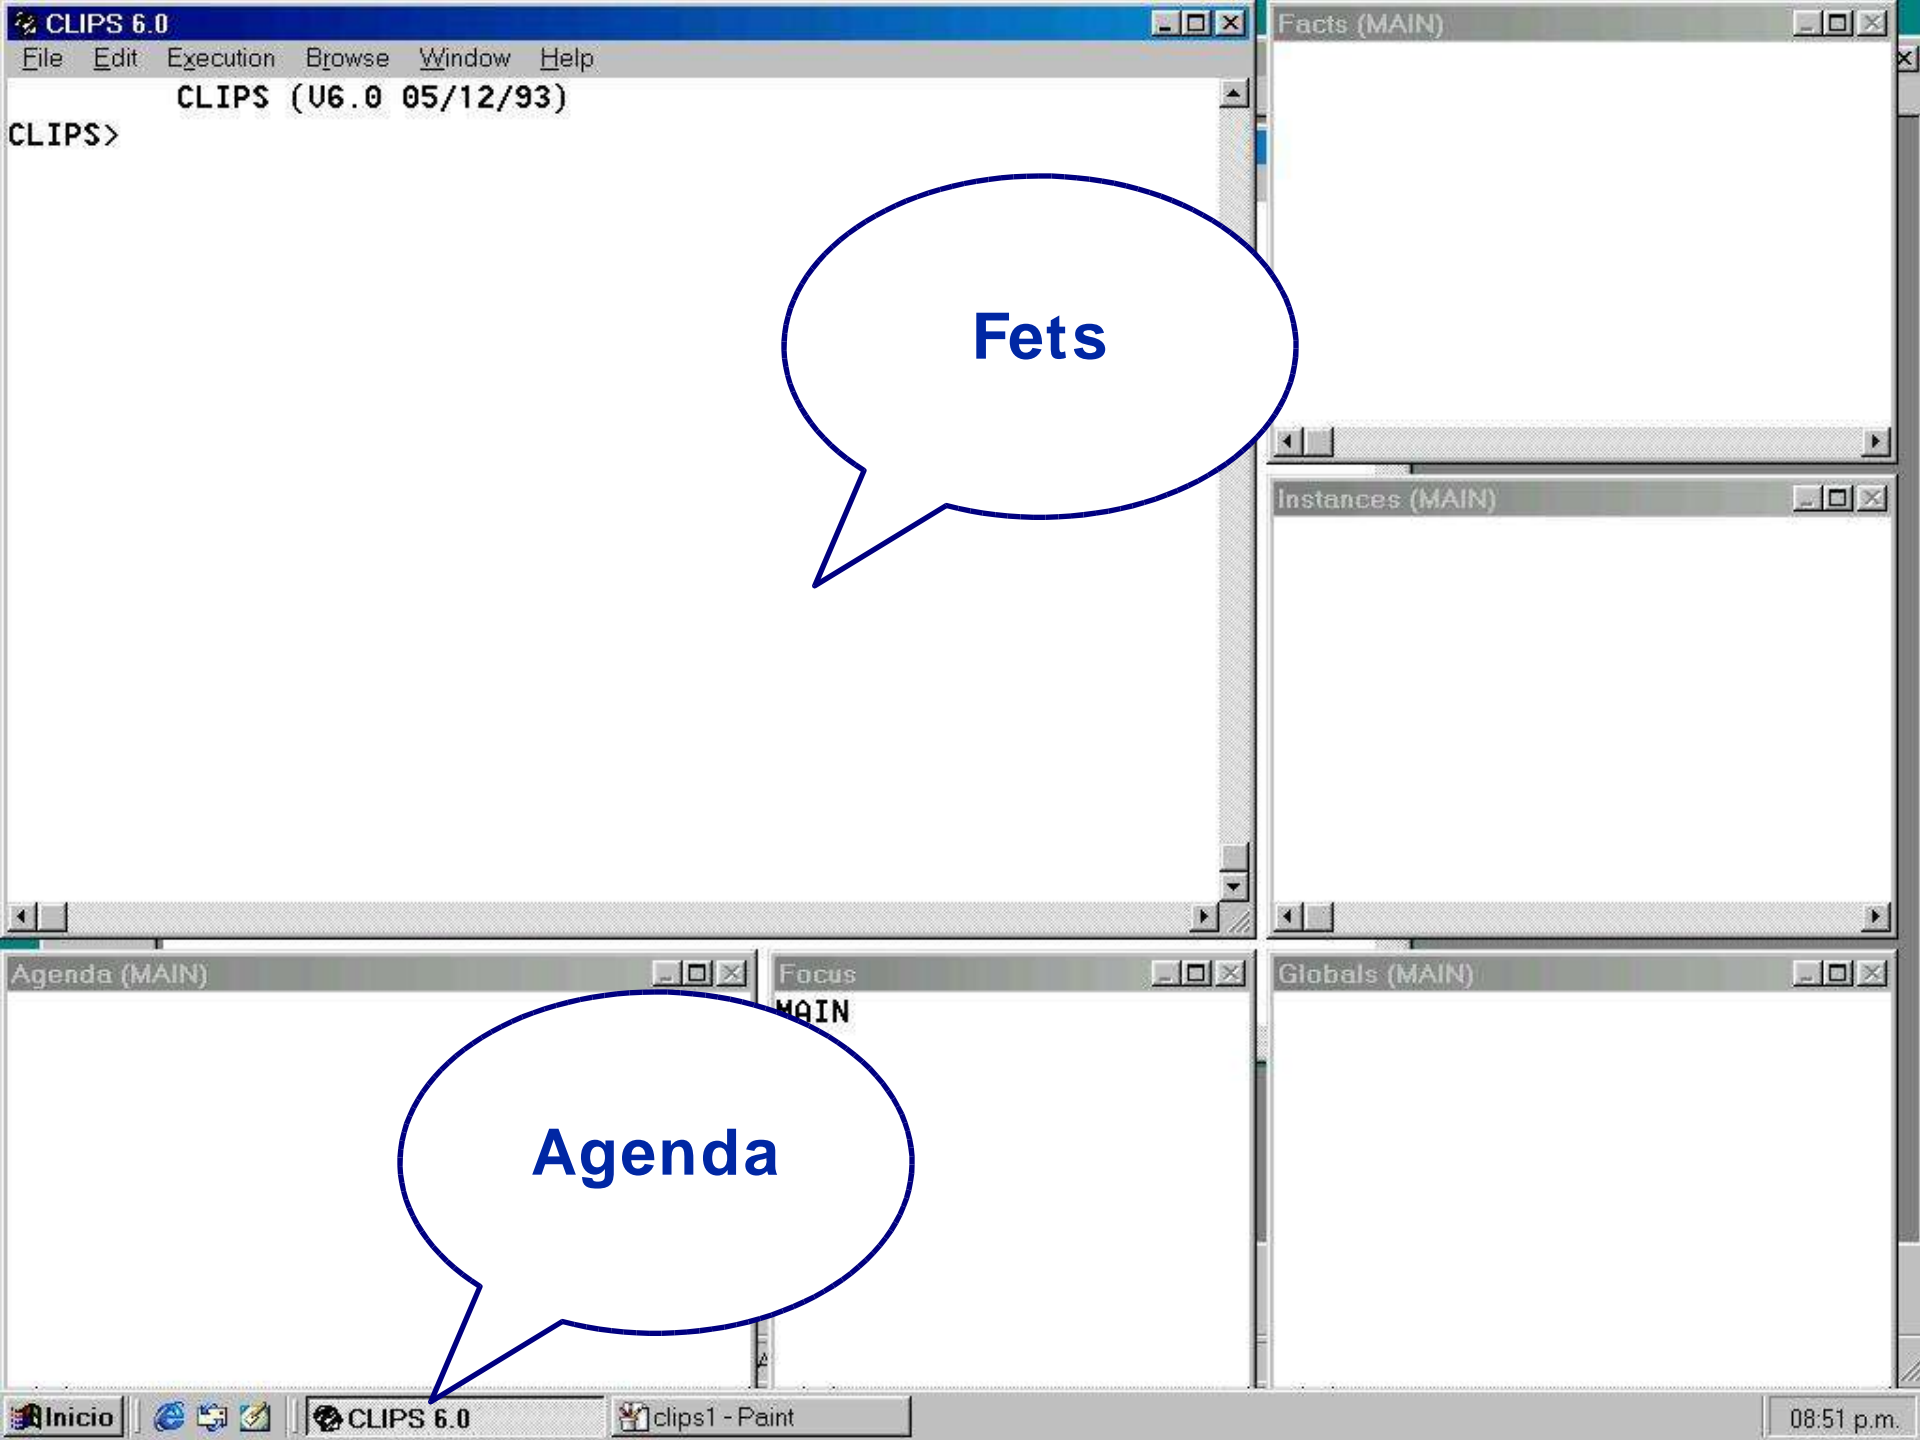 CLIPS 6.0
File Edit Execution Browse Window Help
CLIPS (V6.0 05/12/93)
CLIPS>
Facts (MAIN)
Fets
Instances (MAIN)
Agenda (MAIN)
Focus
MAIN
Globals (MAIN)
Agenda
Inicio
CLIPS 6.0
clips1 - Paint
08:51 p.m.